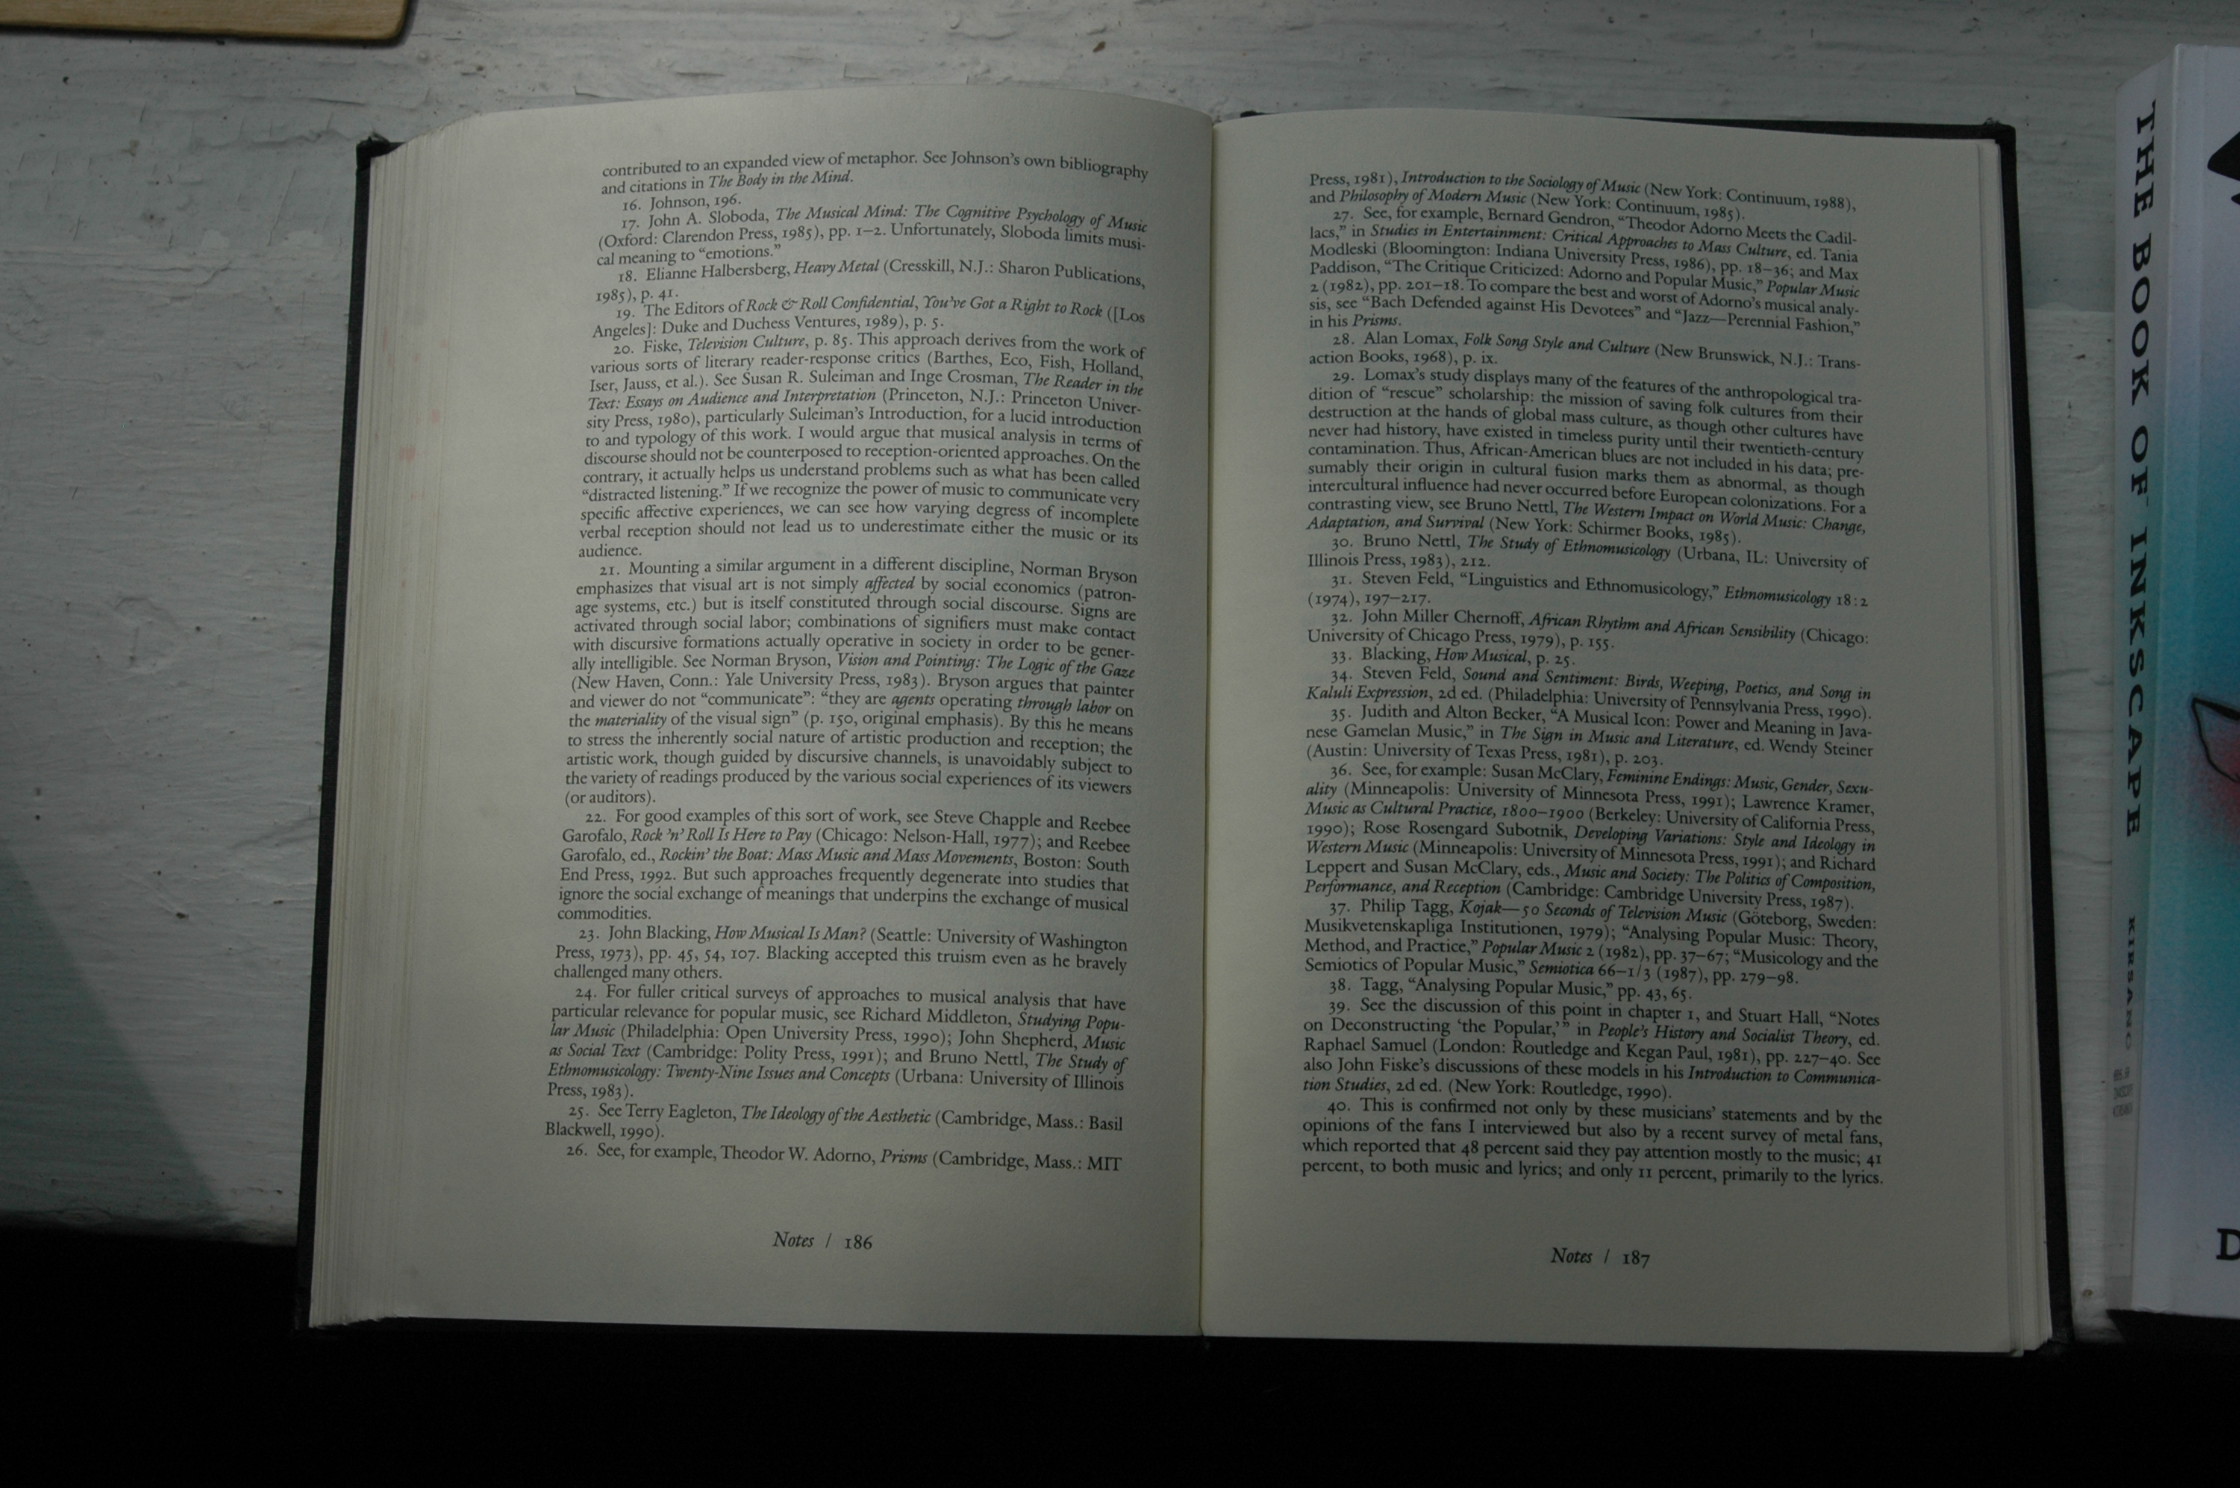 contributed to an expanded view of metaphor. See Johnson's own bibliography
and citations in The Body in the Mind.
16. Johnson, 196.
17. John A. Sloboda, The Musical Mind: The Cognitive Psychology of Music
(Oxford: Clarendon Press, 1985), pp. 1–2. Unfortunately, Sloboda limits musi-
cal meaning to "emotions."
18. Elianne Halbersberg, Heavy Metal (Cresskill, N.J.: Sharon Publications,
1985), p. 41.
19. The Editors of Rock & Roll Confidential, You've Got a Right to Rock ([Los
Angeles]: Duke and Duchess Ventures, 1989), p. 5.
20. Fiske, Television Culture, p. 85. This approach derives from the work of
various sorts of literary reader-response critics (Barthes, Eco, Fish, Holland,
Iser, Jauss, et al.). See Susan R. Suleiman and Inge Crosman, The Reader in the
Text: Essays on Audience and Interpretation (Princeton, N.J.: Princeton Univer-
sity Press, 1980), particularly Suleiman's Introduction, for a lucid introduction
to and typology of this work. I would argue that musical analysis in terms of
discourse should not be counterposed to reception-oriented approaches. On the
contrary, it actually helps us understand problems such as what has been called
"distracted listening." If we recognize the power of music to communicate very
specific affective experiences, we can see how varying degress of incomplete
verbal reception should not lead us to underestimate either the music or its
audience.
21. Mounting a similar argument in a different discipline, Norman Bryson
emphasizes that visual art is not simply affected by social economics (patron-
age systems, etc.) but is itself constituted through social discourse. Signs are
activated through social labor; combinations of signifiers must make contact
with discursive formations actually operative in society in order to be gener-
ally intelligible. See Norman Bryson, Vision and Pointing: The Logic of the Gaze
(New Haven, Conn.: Yale University Press, 1983). Bryson argues that painter
and viewer do not "communicate": "they are agents operating through labor on
the materiality of the visual sign" (p. 150, original emphasis). By this he means
to stress the inherently social nature of artistic production and reception; the
artistic work, though guided by discursive channels, is unavoidably subject to
the variety of readings produced by the various social experiences of its viewers
(or auditors).
22. For good examples of this sort of work, see Steve Chapple and Reebee
Garofalo, Rock 'n' Roll Is Here to Pay (Chicago: Nelson-Hall, 1977); and Reebee
Garofalo, ed., Rockin' the Boat: Mass Music and Mass Movements, Boston: South
End Press, 1992. But such approaches frequently degenerate into studies that
ignore the social exchange of meanings that underpins the exchange of musical
commodities.
23. John Blacking, How Musical Is Man? (Seattle: University of Washington
Press, 1973), pp. 45, 54, 107. Blacking accepted this truism even as he bravely
challenged many others.
24. For fuller critical surveys of approaches to musical analysis that have
particular relevance for popular music, see Richard Middleton, Studying Popu-
lar Music (Philadelphia: Open University Press, 1990); John Shepherd, Music
as Social Text (Cambridge: Polity Press, 1991); and Bruno Nettl, The Study of
Ethnomusicology: Twenty-Nine Issues and Concepts (Urbana: University of Illinois
Press, 1983).
25. See Terry Eagleton, The Ideology of the Aesthetic (Cambridge, Mass.: Basil
Blackwell, 1990).
26. See, for example, Theodor W. Adorno, Prisms (Cambridge, Mass.: MIT
Notes / 186
Press, 1981), Introduction to the Sociology of Music (New York: Continuum, 1988),
and Philosophy of Modern Music (New York: Continuum, 1985).
27. See, for example, Bernard Gendron, "Theodor Adorno Meets the Cadil-
lacs," in Studies in Entertainment: Critical Approaches to Mass Culture, ed. Tania
Modleski (Bloomington: Indiana University Press, 1986), pp. 18–36; and Max
Paddison, "The Critique Criticized: Adorno and Popular Music," Popular Music
2 (1982), pp. 201–18. To compare the best and worst of Adorno's musical analy-
sis, see "Bach Defended against His Devotees" and "Jazz—Perennial Fashion,"
in his Prisms.
28. Alan Lomax, Folk Song Style and Culture (New Brunswick, N.J.: Trans-
action Books, 1968), p. ix.
29. Lomax's study displays many of the features of the anthropological tra-
dition of "rescue" scholarship: the mission of saving folk cultures from their
destruction at the hands of global mass culture, as though other cultures have
never had history, have existed in timeless purity until their twentieth-century
contamination. Thus, African-American blues are not included in his data; pre-
sumably their origin in cultural fusion marks them as abnormal, as though
intercultural influence had never occurred before European colonizations. For a
contrasting view, see Bruno Nettl, The Western Impact on World Music: Change,
Adaptation, and Survival (New York: Schirmer Books, 1985).
30. Bruno Nettl, The Study of Ethnomusicology (Urbana, IL: University of
Illinois Press, 1983), 212.
31. Steven Feld, "Linguistics and Ethnomusicology," Ethnomusicology 18:2
(1974), 197–217.
32. John Miller Chernoff, African Rhythm and African Sensibility (Chicago:
University of Chicago Press, 1979), p. 155.
33. Blacking, How Musical, p. 25.
34. Steven Feld, Sound and Sentiment: Birds, Weeping, Poetics, and Song in
Kaluli Expression, 2d ed. (Philadelphia: University of Pennsylvania Press, 1990).
35. Judith and Alton Becker, "A Musical Icon: Power and Meaning in Java-
nese Gamelan Music," in The Sign in Music and Literature, ed. Wendy Steiner
(Austin: University of Texas Press, 1981), p. 203.
36. See, for example: Susan McClary, Feminine Endings: Music, Gender, Sexu-
ality (Minneapolis: University of Minnesota Press, 1991); Lawrence Kramer,
Music as Cultural Practice, 1800–1900 (Berkeley: University of California Press,
1990); Rose Rosengard Subotnik, Developing Variations: Style and Ideology in
Western Music (Minneapolis: University of Minnesota Press, 1991); and Richard
Leppert and Susan McClary, eds., Music and Society: The Politics of Composition,
Performance, and Reception (Cambridge: Cambridge University Press, 1987).
37. Philip Tagg, Kojak—50 Seconds of Television Music (Göteborg, Sweden:
Musikvetenskapliga Institutionen, 1979); "Analysing Popular Music: Theory,
Method, and Practice," Popular Music 2 (1982), pp. 37–67; "Musicology and the
Semiotics of Popular Music," Semiotica 66–1/3 (1987), pp. 279–98.
38. Tagg, "Analysing Popular Music," pp. 43, 65.
39. See the discussion of this point in chapter 1, and Stuart Hall, "Notes
on Deconstructing 'the Popular,'" in People's History and Socialist Theory, ed.
Raphael Samuel (London: Routledge and Kegan Paul, 1981), pp. 227–40. See
also John Fiske's discussions of these models in his Introduction to Communica-
tion Studies, 2d ed. (New York: Routledge, 1990).
40. This is confirmed not only by these musicians' statements and by the
opinions of the fans I interviewed but also by a recent survey of metal fans,
which reported that 48 percent said they pay attention mostly to the music; 41
percent, to both music and lyrics; and only 11 percent, primarily to the lyrics.
Notes / 187
THE BOOK OF INKSCAPE KIRSANOV
D